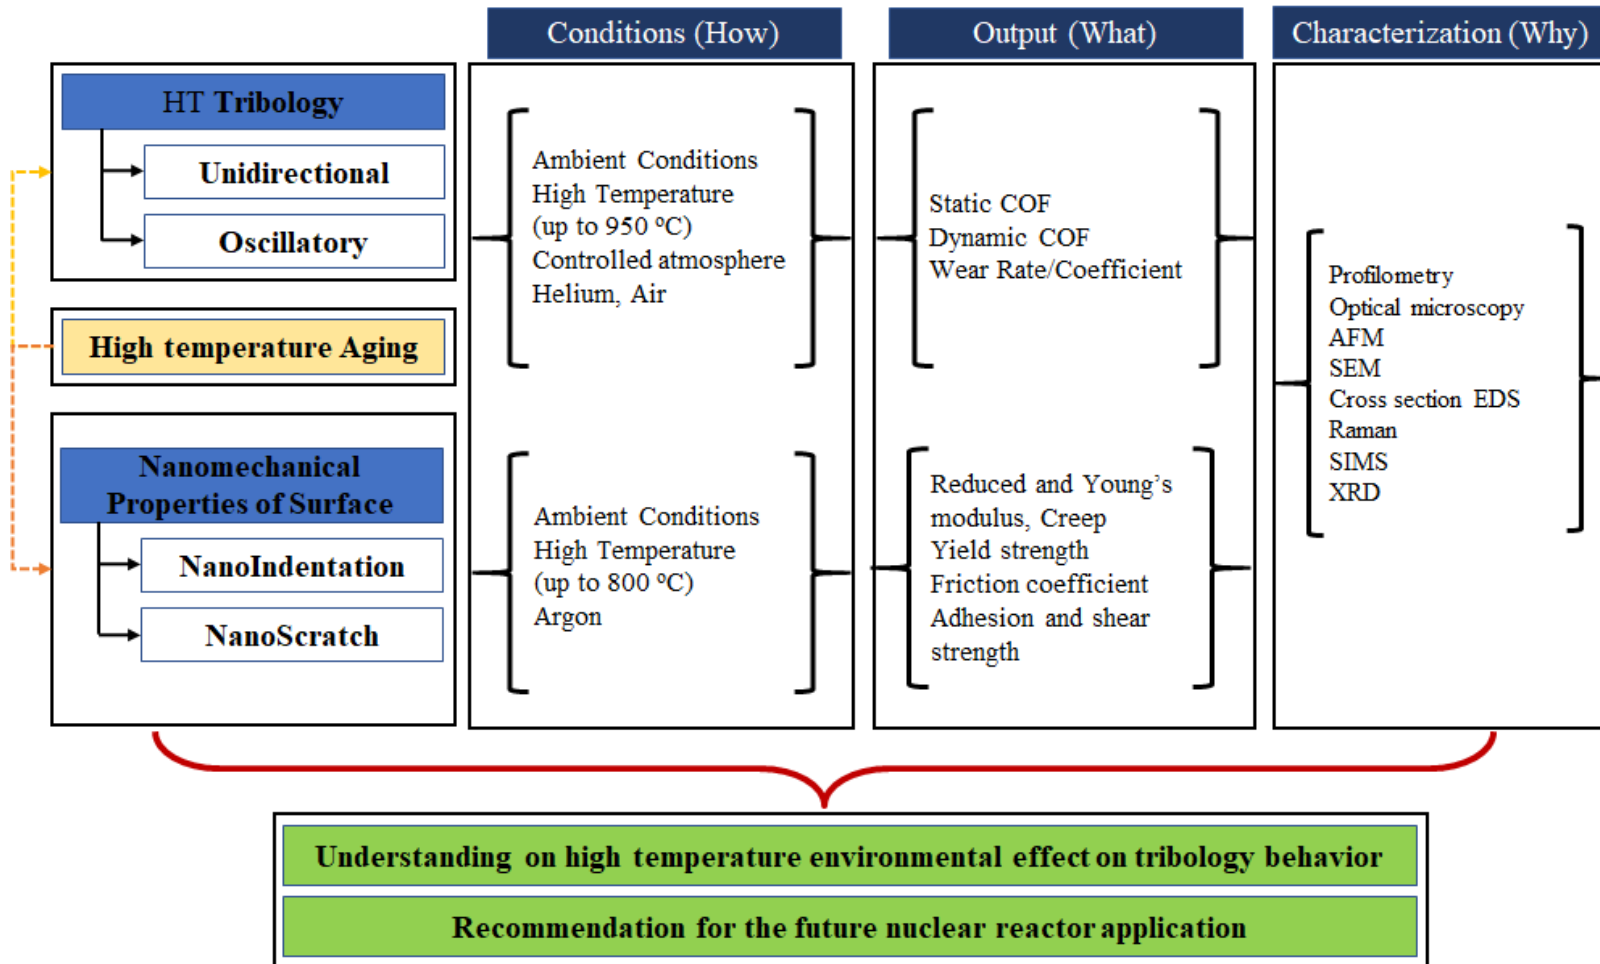 Conditions (How)
Output (What)
Characterization (Why)
HT Tribology
Unidirectional
Oscillatory
High temperature Aging
Nanomechanical
Properties of Surface
NanoIndentation
NanoScratch
Ambient Conditions
High Temperature
(up to 950 ºC)
Controlled atmosphere
Helium, Air
Ambient Conditions
High Temperature
(up to 800 ºC)
Argon
Static COF
Dynamic COF
Wear Rate/Coefficient
Reduced and Young’s
modulus, Creep
Yield strength
Friction coefficient
Adhesion and shear
strength
Profilometry
Optical microscopy
AFM
SEM
Cross section EDS
Raman
SIMS
XRD
Understanding on high temperature environmental effect on tribology behavior
Recommendation for the future nuclear reactor application